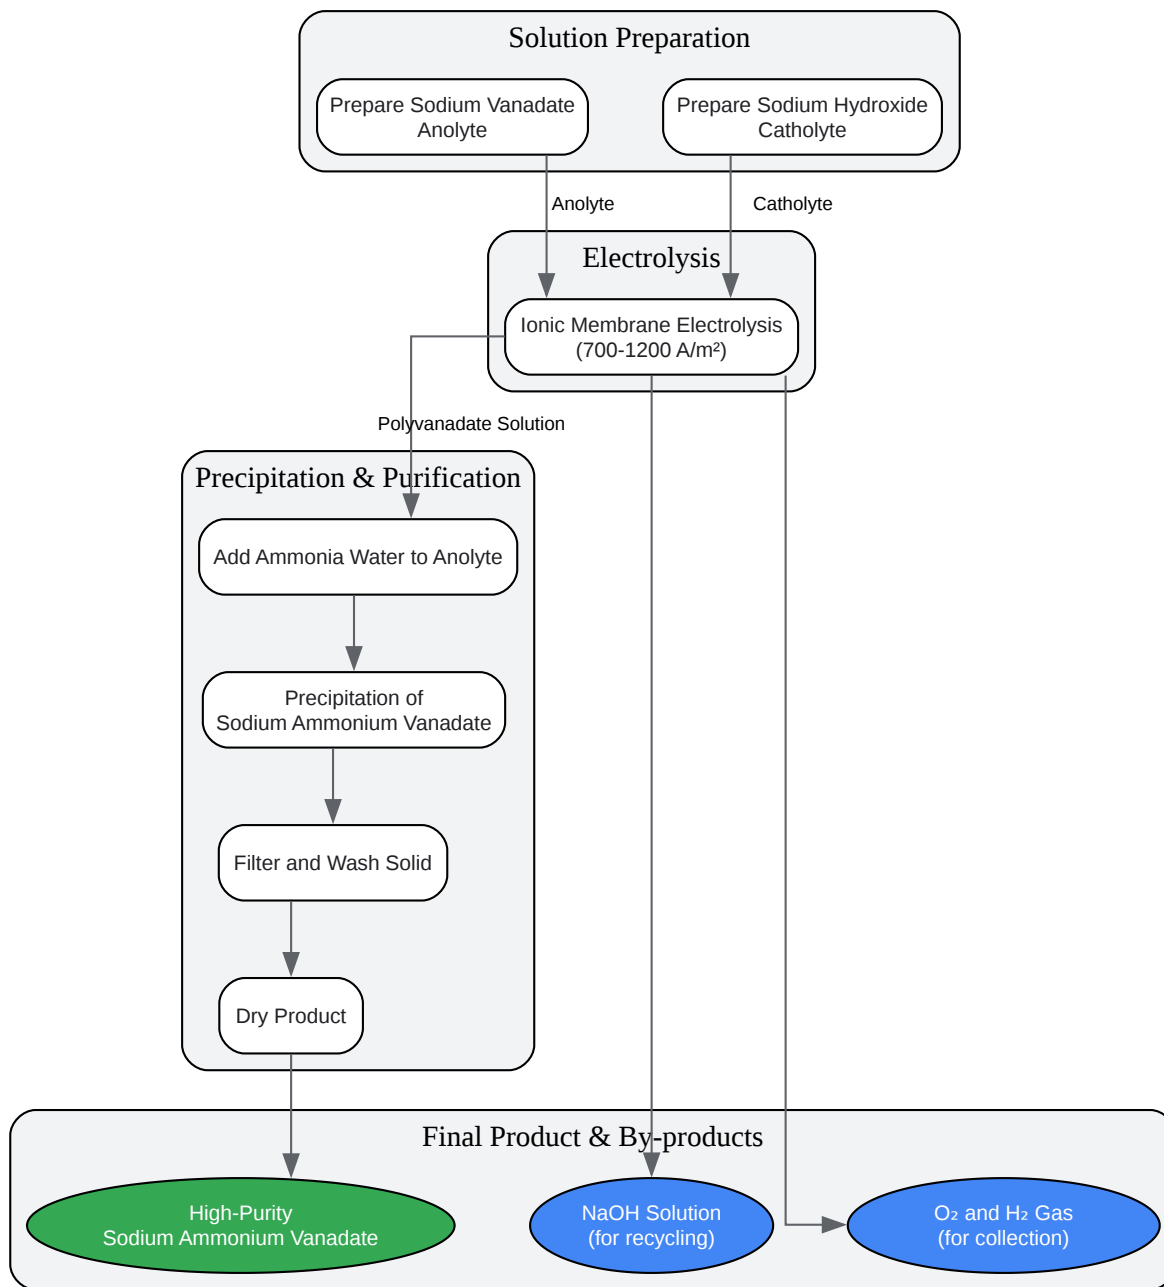 Solution Preparation
Prepare Sodium Vanadate
Anolyte
Prepare Sodium Hydroxide
Catholyte
Anolyte
Catholyte
Electrolysis
Ionic Membrane Electrolysis
(700-1200 A/m²)
Polyvanadate Solution
Precipitation & Purification
Add Ammonia Water to Anolyte
Precipitation of
Sodium Ammonium Vanadate
Filter and Wash Solid
Dry Product
Final Product & By-products
High-Purity
Sodium Ammonium Vanadate
NaOH Solution
(for recycling)
O₂ and H₂ Gas
(for collection)